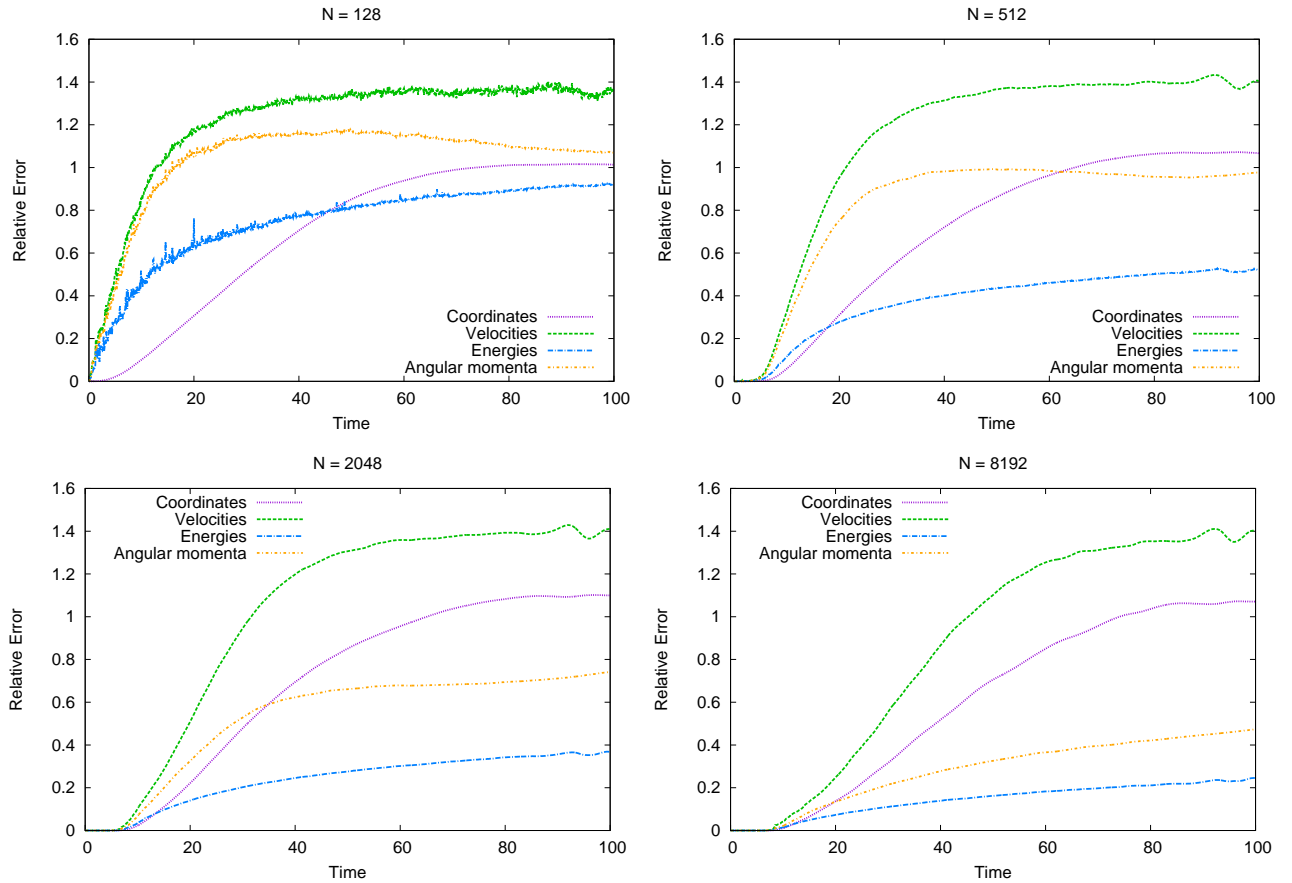 N = 128
1.6
1.4
1.2
1
0.8
0.6
0.4
0.2
0
Relative Error
0 20 40 60 80 100
Time
Coordinates
Velocities
Energies
Angular momenta
N = 512
1.6
1.4
1.2
1
0.8
0.6
0.4
0.2
0
Relative Error
0 20 40 60 80 100
Time
Coordinates
Velocities
Energies
Angular momenta
N = 2048
1.6
1.4
1.2
1
0.8
0.6
0.4
0.2
0
Relative Error
0 20 40 60 80 100
Time
Coordinates
Velocities
Energies
Angular momenta
N = 8192
1.6
1.4
1.2
1
0.8
0.6
0.4
0.2
0
Relative Error
0 20 40 60 80 100
Time
Coordinates
Velocities
Energies
Angular momenta